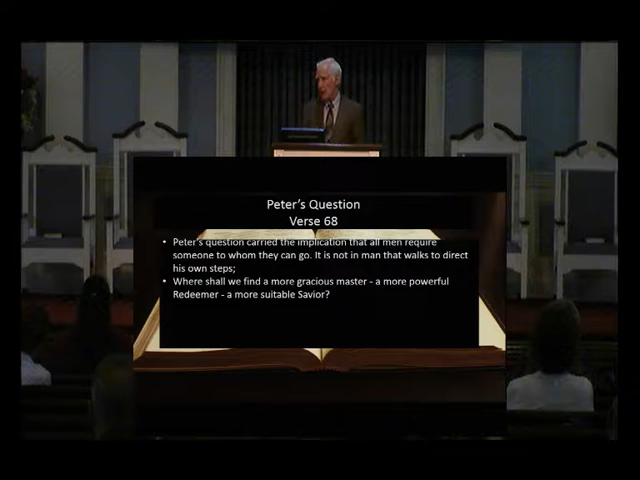 Peter's Question
Verse 68
• Peter's question carried the implication that all men require
someone to whom they can go. It is not in man that walks to direct
his own steps;
• Where shall we find a more gracious master - a more powerful
Redeemer - a more suitable Savior?